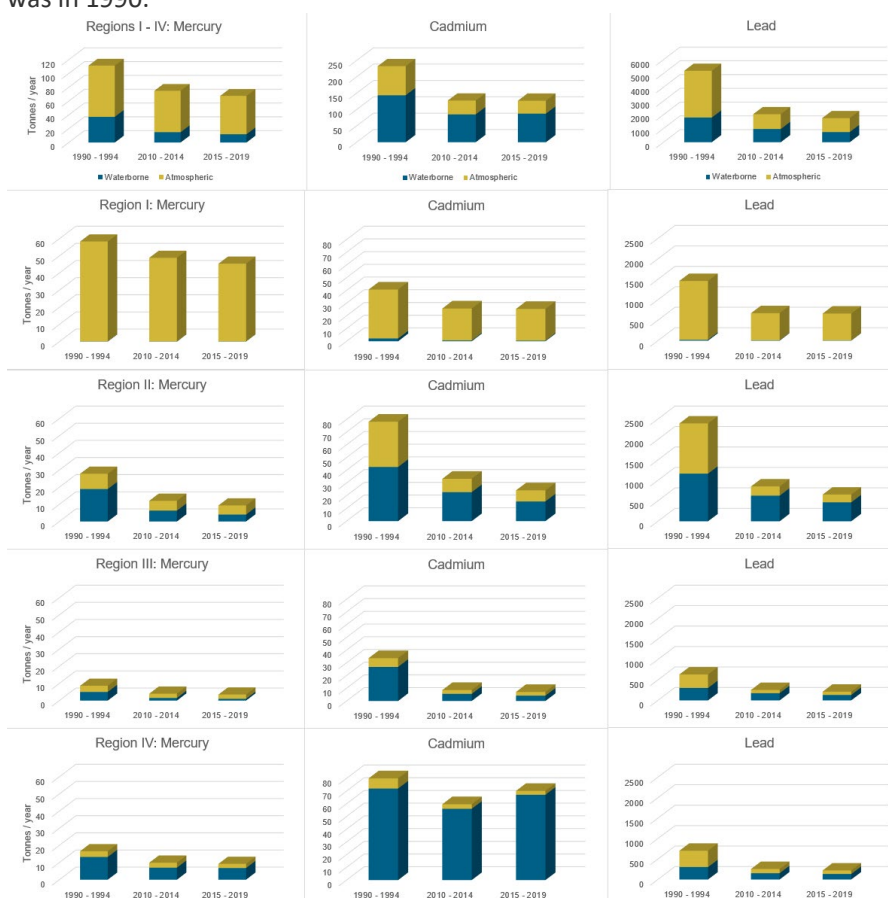 was in 1990.
Regions I - IV: Mercury
Tonnes / year
120
100
80
60
40
20
0
1990 - 1994 2010 - 2014 2015 - 2019
Waterborne Atmospheric
Cadmium
250
200
150
100
50
0
1990 - 1994 2010 - 2014 2015 - 2019
Waterborne Atmospheric
Lead
6000
5000
4000
3000
2000
1000
0
1990 - 1994 2010 - 2014 2015 - 2019
Waterborne Atmospheric
Region I: Mercury
Tonnes / year
60
50
40
30
20
10
0
1990 - 1994 2010 - 2014 2015 - 2019
Cadmium
80
70
60
50
40
30
20
10
0
1990 - 1994 2010 - 2014 2015 - 2019
Lead
2500
2000
1500
1000
500
0
1990 - 1994 2010 - 2014 2015 - 2019
Region II: Mercury
Tonnes / year
60
50
40
30
20
10
0
1990 - 1994 2010 - 2014 2015 - 2019
Cadmium
80
70
60
50
40
30
20
10
0
1990 - 1994 2010 - 2014 2015 - 2019
Lead
2500
2000
1500
1000
500
0
1990 - 1994 2010 - 2014 2015 - 2019
Region III: Mercury
Tonnes / year
60
50
40
30
20
10
0
1990 - 1994 2010 - 2014 2015 - 2019
Cadmium
80
70
60
50
40
30
20
10
0
1990 - 1994 2010 - 2014 2015 - 2019
Lead
2500
2000
1500
1000
500
0
1990 - 1994 2010 - 2014 2015 - 2019
Region IV: Mercury
Tonnes / year
60
50
40
30
20
10
0
1990 - 1994 2010 - 2014 2015 - 2019
Cadmium
80
70
60
50
40
30
20
10
0
1990 - 1994 2010 - 2014 2015 - 2019
Lead
2500
2000
1500
1000
500
0
1990 - 1994 2010 - 2014 2015 - 2019